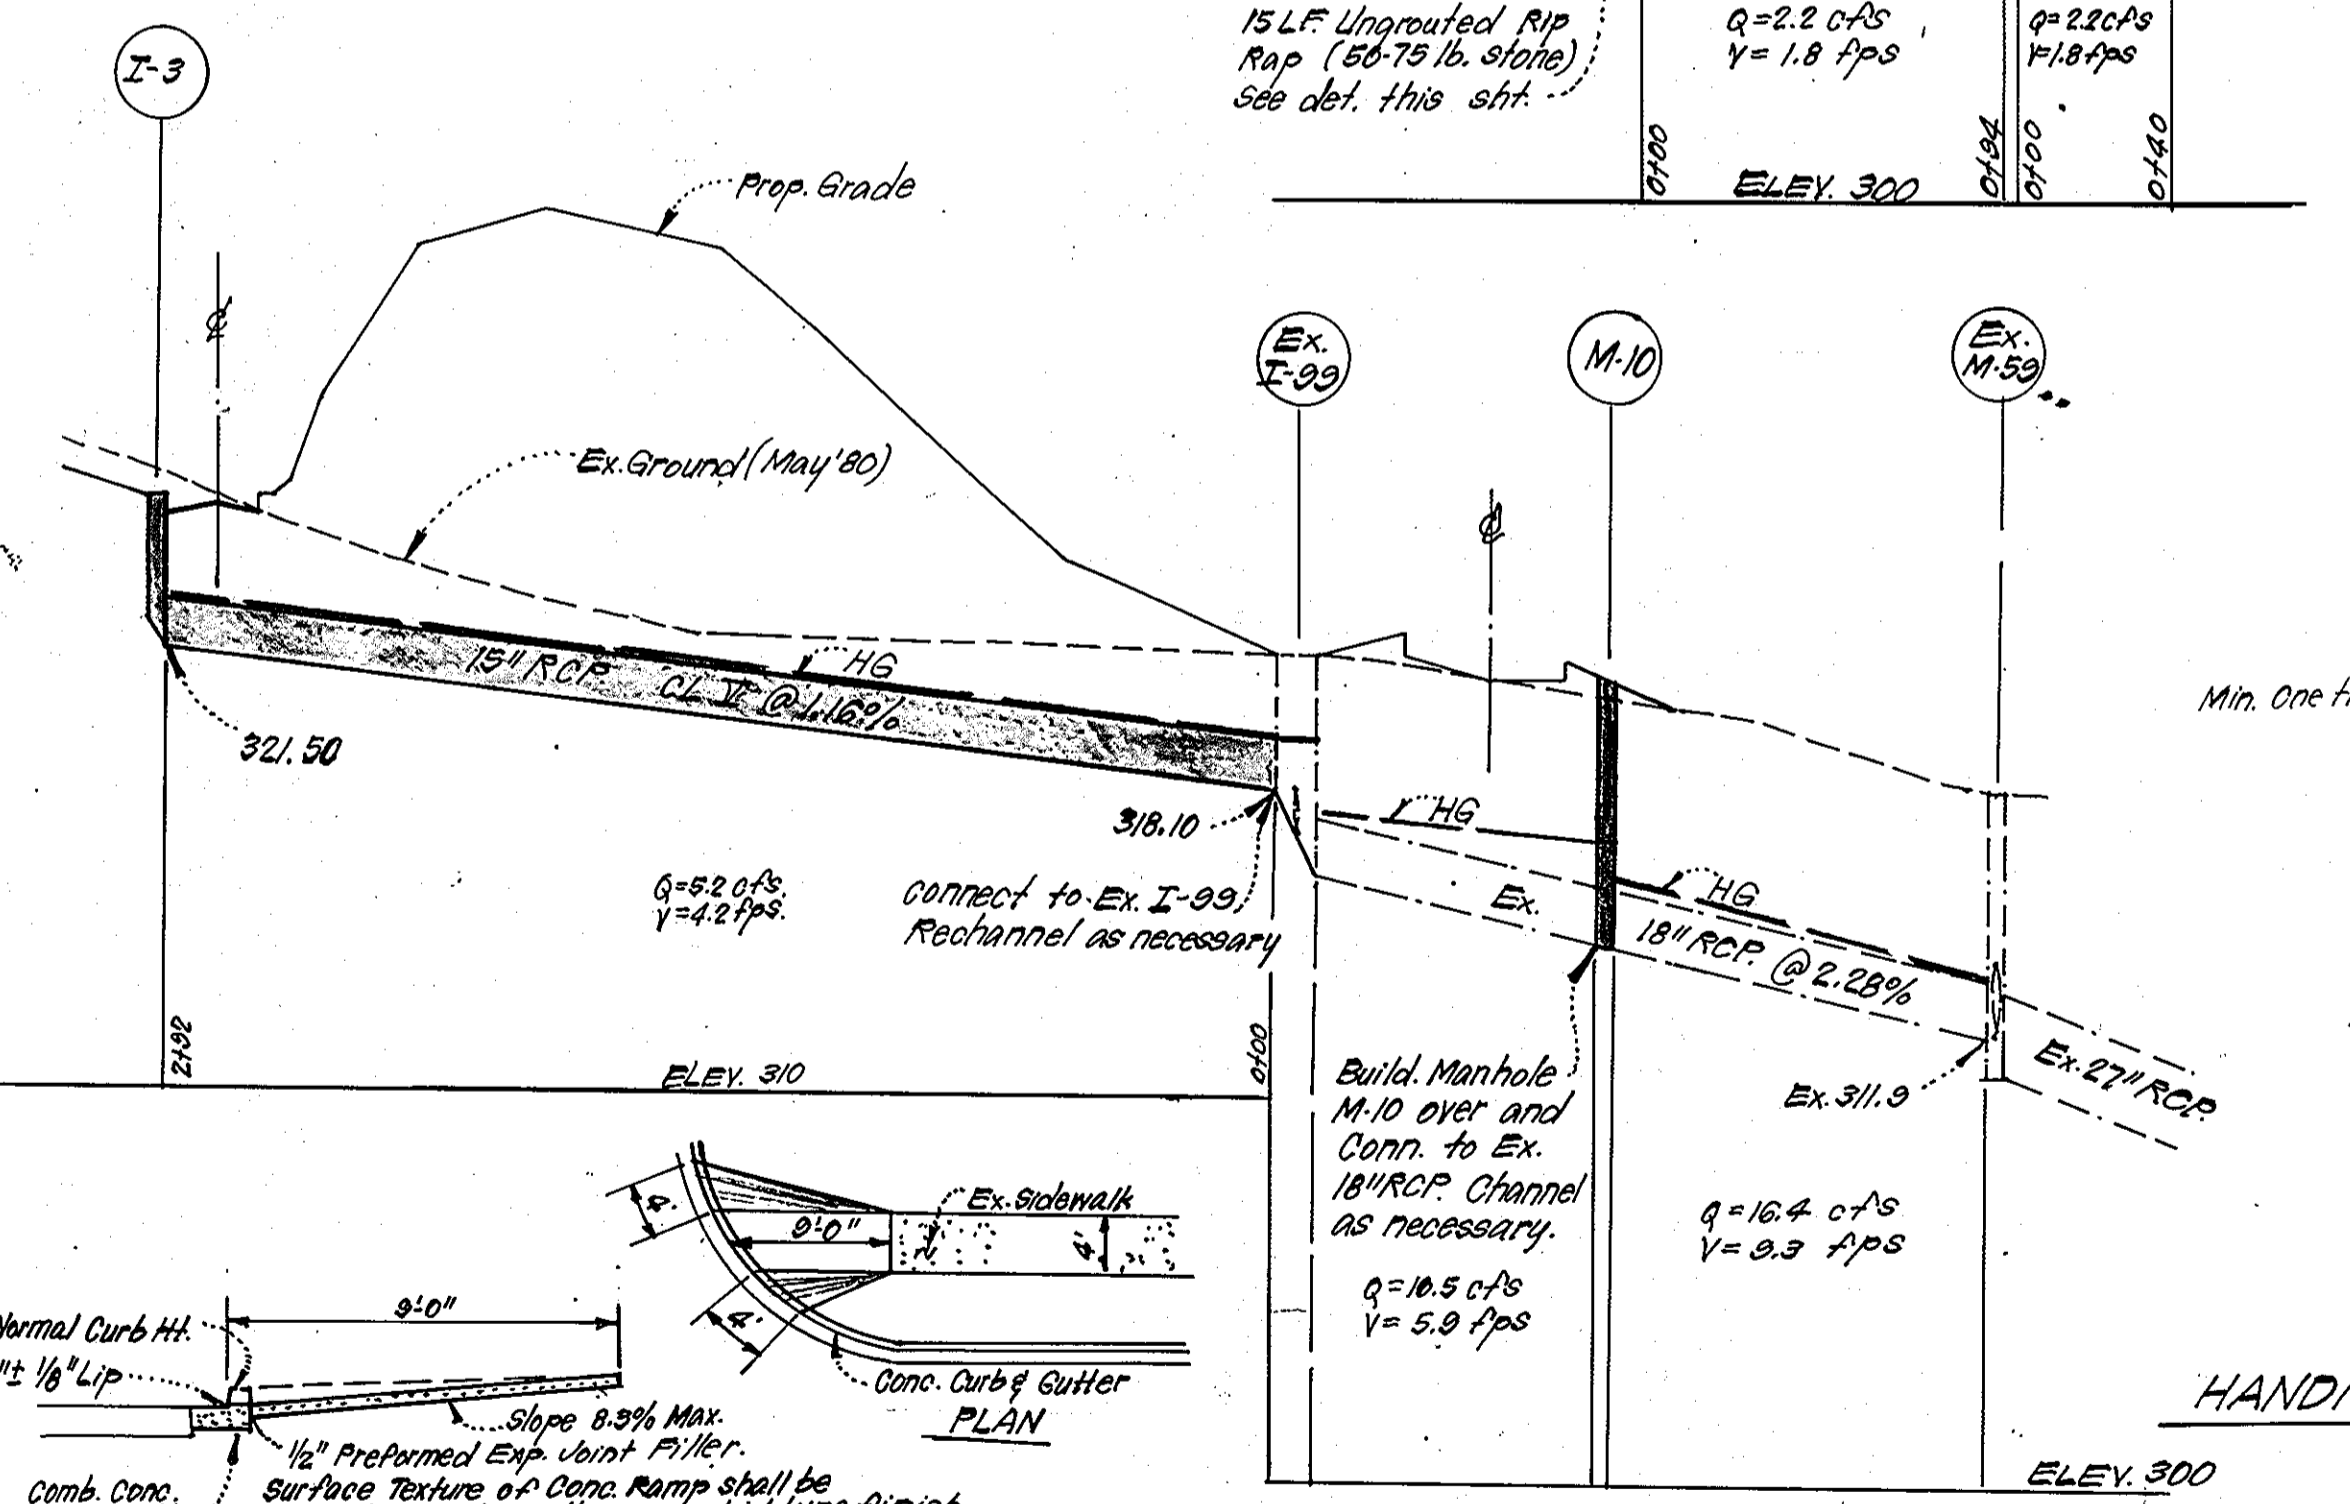 I-3
15 L.F. Ungrouted Rip
Rap (50-75 lb. stone)
See det. this sht.
Q=2.2 cfs
V= 1.8 fps
Q=2.2cfs
V=1.8fps
0+00
ELEV. 300
0+94
0+00
0+40
Prop. Grade
Ex. Ground (May '80)
Ex.
I-99
M-10
Ex.
M-59
15" RCP. CL V @ 1.16%
HG
321.50
318.10
Q=5.2 cfs.
V=4.2 fps.
connect to Ex. I-99,
Rechannel as necessary
HG
Ex.
HG
18" RCP. @ 2.28%
Min. One
2+92
ELEV. 310
0+00
Build. Manhole
M-10 over and
Conn. to Ex.
18" RCP. Channel
as necessary.
Q=10.5 cfs
V= 5.9 fps
Ex. 311.9
Ex. 27" RCP.
Q=16.4 cfs
V= 9.3 fps
4'
9'-0"
Ex. Sidewalk
4'
4'
Conc. Curb & Gutter
PLAN
Normal Curb Ht.
"± 1/8" Lip
9'-0"
Slope 8.3% Max.
1/2" Preformed Exp. Joint Filler.
Comb. Conc.
Surface Texture of Conc. Ramp shall be
HANDI
ELEV. 300